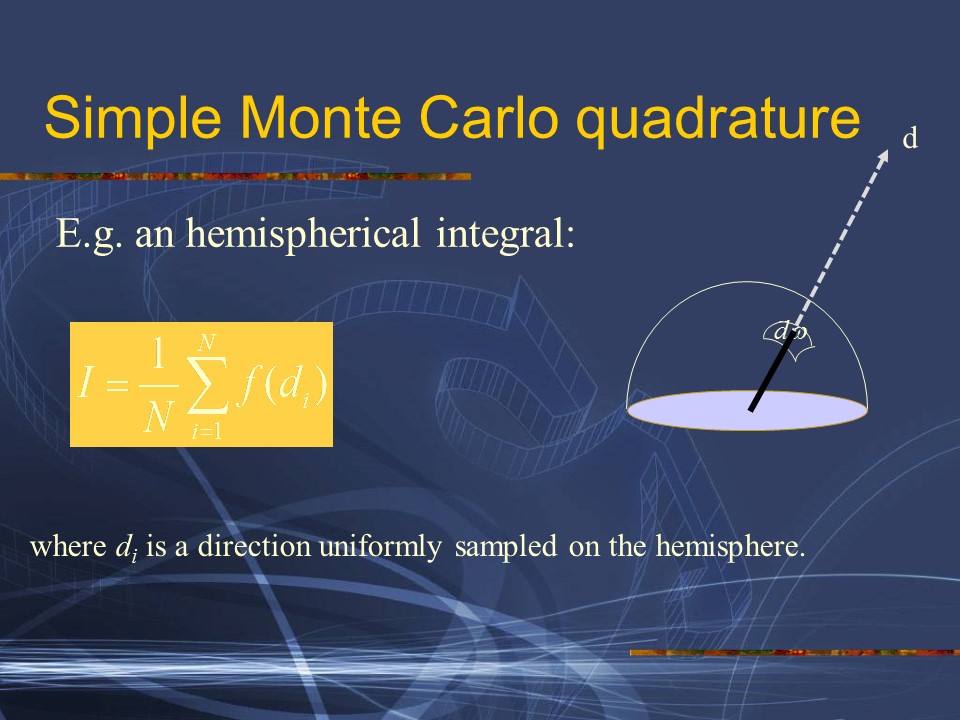 Simple Monte Carlo quadrature
d
E.g. an hemispherical integral:
dω
I = \frac{1}{N} \sum_{i=1}^{N} f(d_i)
where d_i is a direction uniformly sampled on the hemisphere.